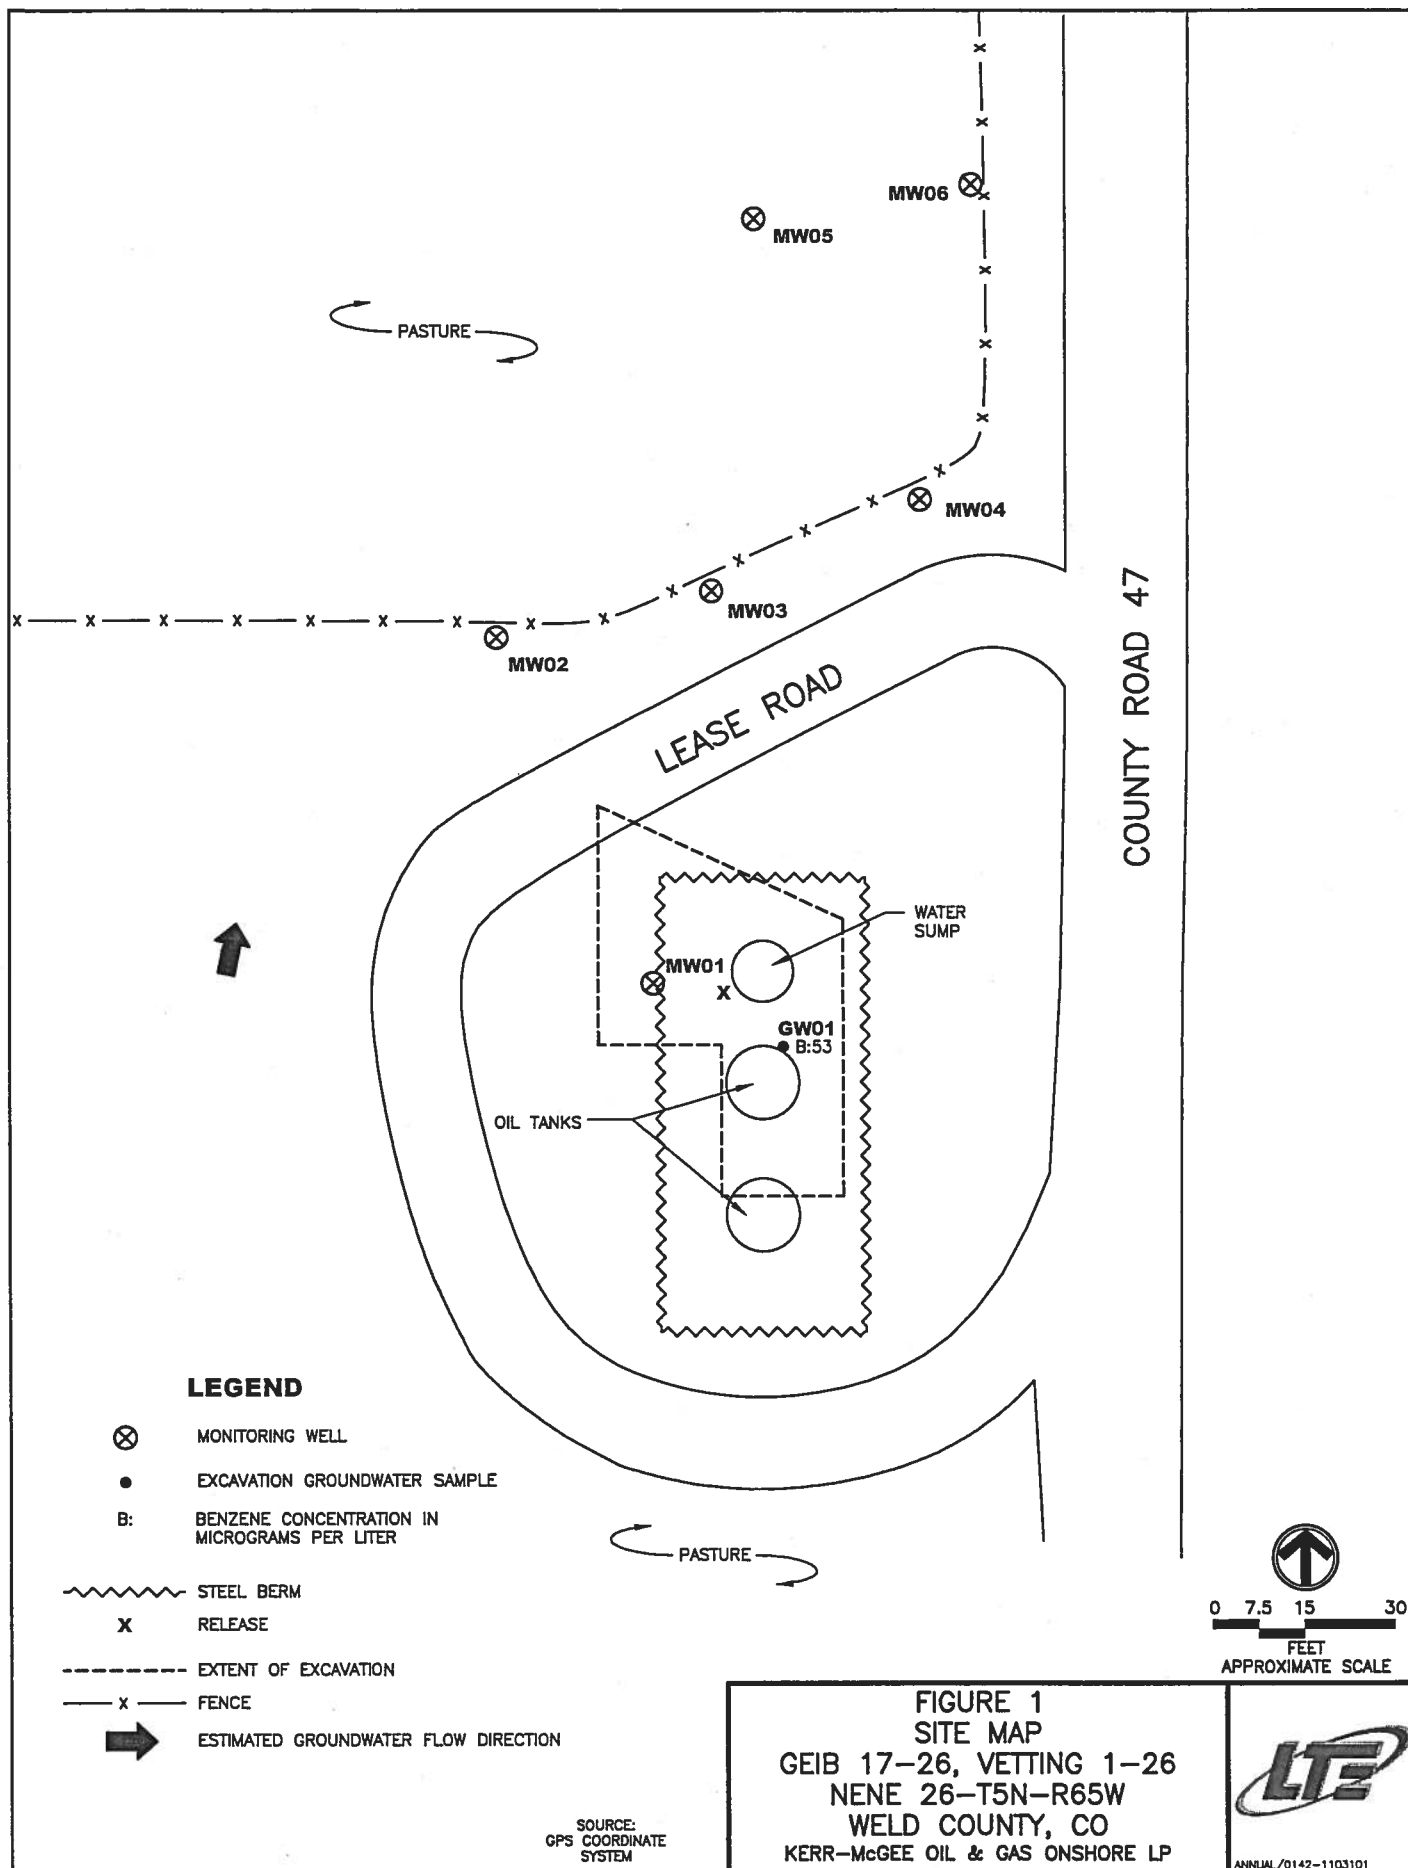 MW06
MW05
PASTURE
MW04
MW03
MW02
COUNTY ROAD 47
LEASE ROAD
WATER
SUMP
MW01
X
GW01
B:53
OIL TANKS
LEGEND
MONITORING WELL
EXCAVATION GROUNDWATER SAMPLE
B: BENZENE CONCENTRATION IN
MICROGRAMS PER LITER
STEEL BERM
X RELEASE
EXTENT OF EXCAVATION
X FENCE
ESTIMATED GROUNDWATER FLOW DIRECTION
PASTURE
0 7.5 15 30
FEET
APPROXIMATE SCALE
SOURCE:
GPS COORDINATE
SYSTEM
FIGURE 1
SITE MAP
GEIB 17-26, VETTING 1-26
NENE 26-T5N-R65W
WELD COUNTY, CO
KERR-McGEE OIL & GAS ONSHORE LP
LTE
ANNUAL/0142-1103101